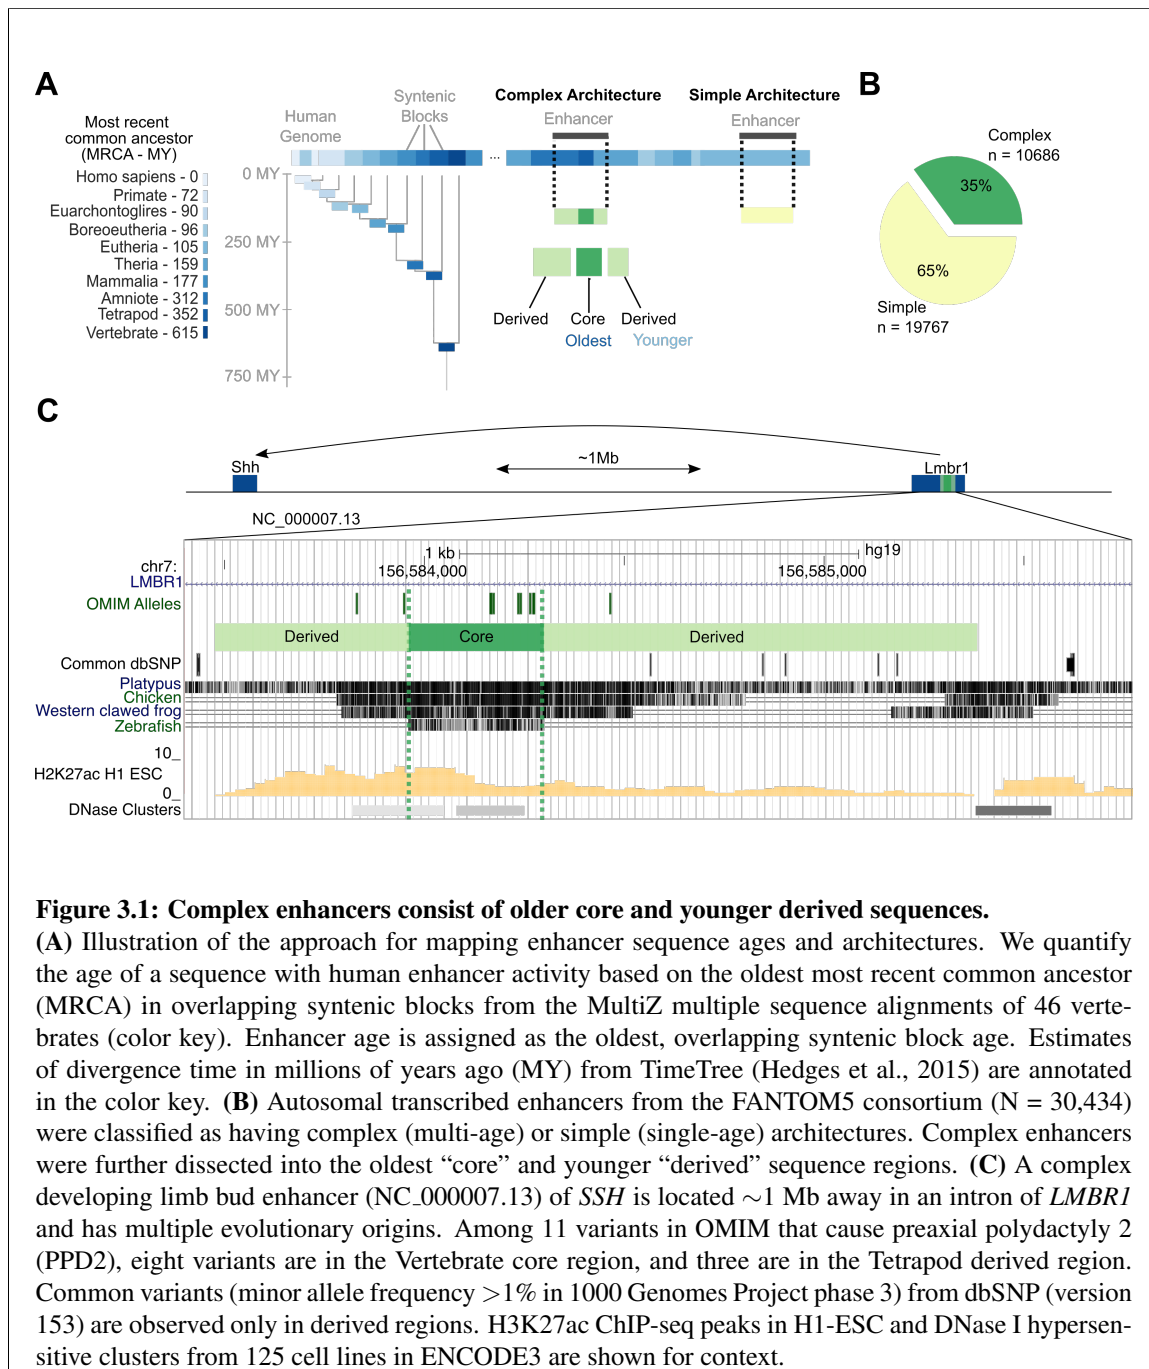 A
B
Most recent
common ancestor
(MRCA - MY)
Homo sapiens - 0
Primate - 72
Euarchontoglires - 90
Boreoeutheria - 96
Eutheria - 105
Theria - 159
Mammalia - 177
Amniote - 312
Tetrapod - 352
Vertebrate - 615
Human
Genome
Syntenic
Blocks
...
0 MY
250 MY
500 MY
750 MY
Complex Architecture
Enhancer
Simple Architecture
Enhancer
Derived
Core
Derived
Oldest
Younger
Complex
n = 10686
35%
65%
Simple
n = 19767
C
Shh
~1Mb
Lmbr1
NC_000007.13
1 kb
hg19
chr7:
156,584,000
156,585,000
LMBR1
OMIM Alleles
Derived
Core
Derived
Common dbSNP
Platypus
Chicken
Western clawed frog
Zebrafish
10_
H2K27ac H1 ESC
0_
DNase Clusters
Figure 3.1: Complex enhancers consist of older core and younger derived sequences.
(A) Illustration of the approach for mapping enhancer sequence ages and architectures. We quantify
the age of a sequence with human enhancer activity based on the oldest most recent common ancestor
(MRCA) in overlapping syntenic blocks from the MultiZ multiple sequence alignments of 46 verte-
brates (color key). Enhancer age is assigned as the oldest, overlapping syntenic block age. Estimates
of divergence time in millions of years ago (MY) from TimeTree (Hedges et al., 2015) are annotated
in the color key. (B) Autosomal transcribed enhancers from the FANTOM5 consortium (N = 30,434)
were classified as having complex (multi-age) or simple (single-age) architectures. Complex enhancers
were further dissected into the oldest “core” and younger “derived” sequence regions. (C) A complex
developing limb bud enhancer (NC_000007.13) of SSH is located ∼1 Mb away in an intron of LMBR1
and has multiple evolutionary origins. Among 11 variants in OMIM that cause preaxial polydactyly 2
(PPD2), eight variants are in the Vertebrate core region, and three are in the Tetrapod derived region.
Common variants (minor allele frequency >1% in 1000 Genomes Project phase 3) from dbSNP (version
153) are observed only in derived regions. H3K27ac ChIP-seq peaks in H1-ESC and DNase I hypersen-
sitive clusters from 125 cell lines in ENCODE3 are shown for context.